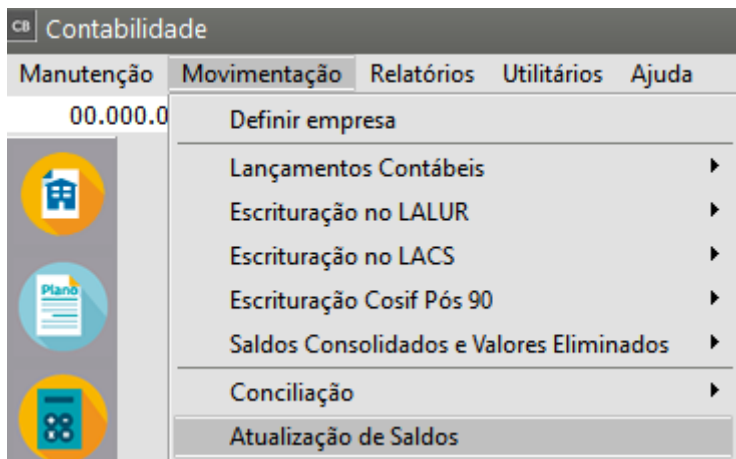 CB Contabilidade
Manutenção Movimentação Relatórios Utilitários Ajuda
00.000.0
Definir empresa
Lançamentos Contábeis
Escrituração no LALUR
Escrituração no LACS
Plano
Escrituração Cosif Pós 90
Saldos Consolidados e Valores Eliminados
Conciliação
Atualização de Saldos